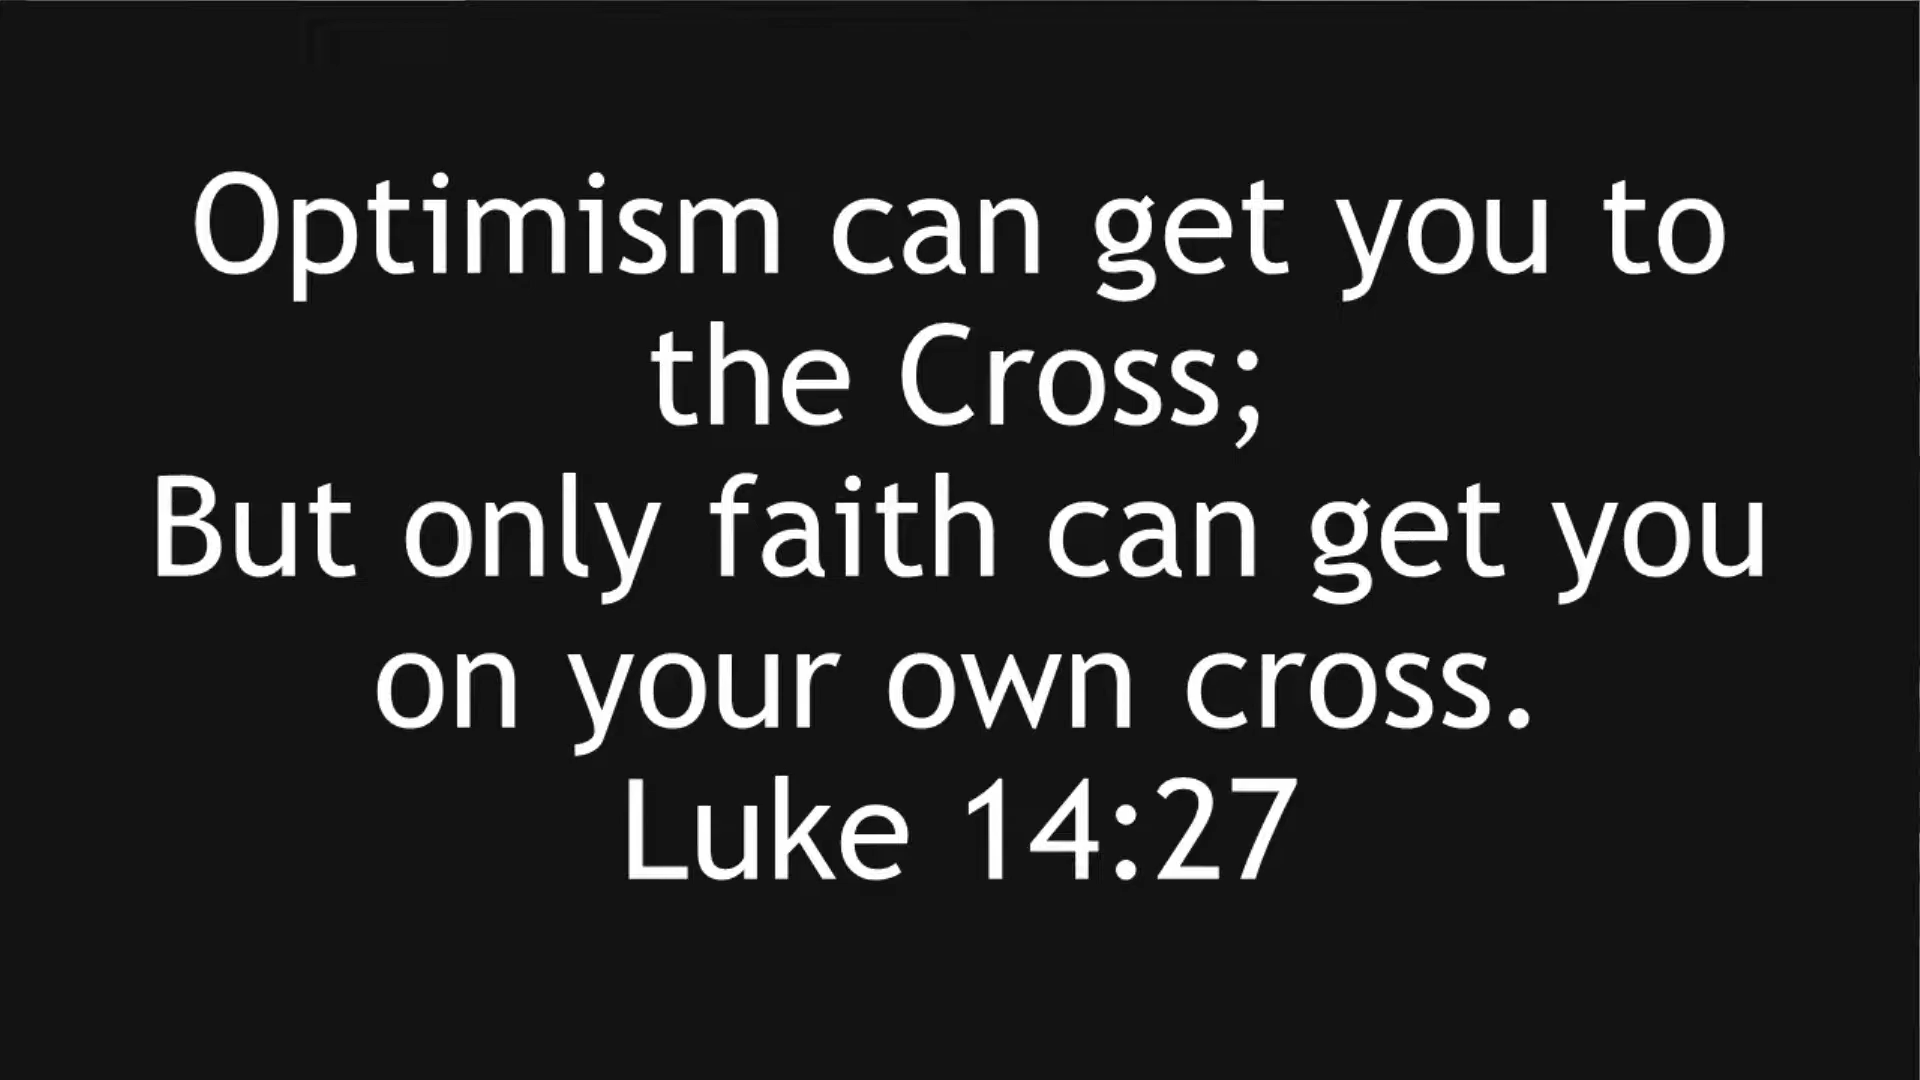 Optimism can get you to
the Cross;
But only faith can get you
on your own cross.
Luke 14:27